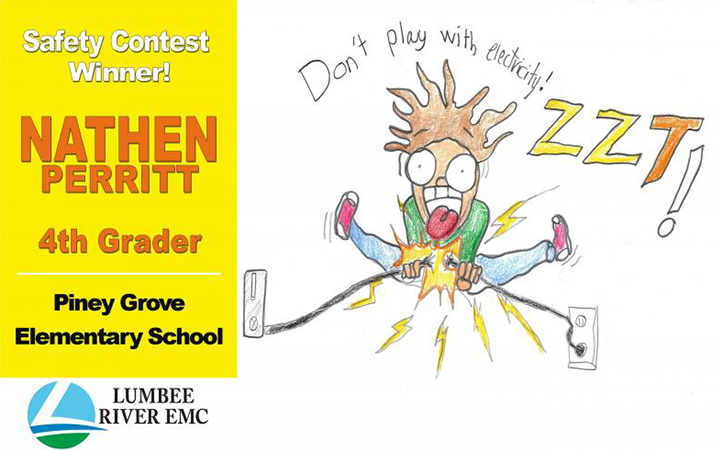 Safety Contest
Winner!
NATHEN
PERRITT
4th Grader
Piney Grove
Elementary School
LUMBEE
RIVER EMC
Don't play with electricity!
ZZT!